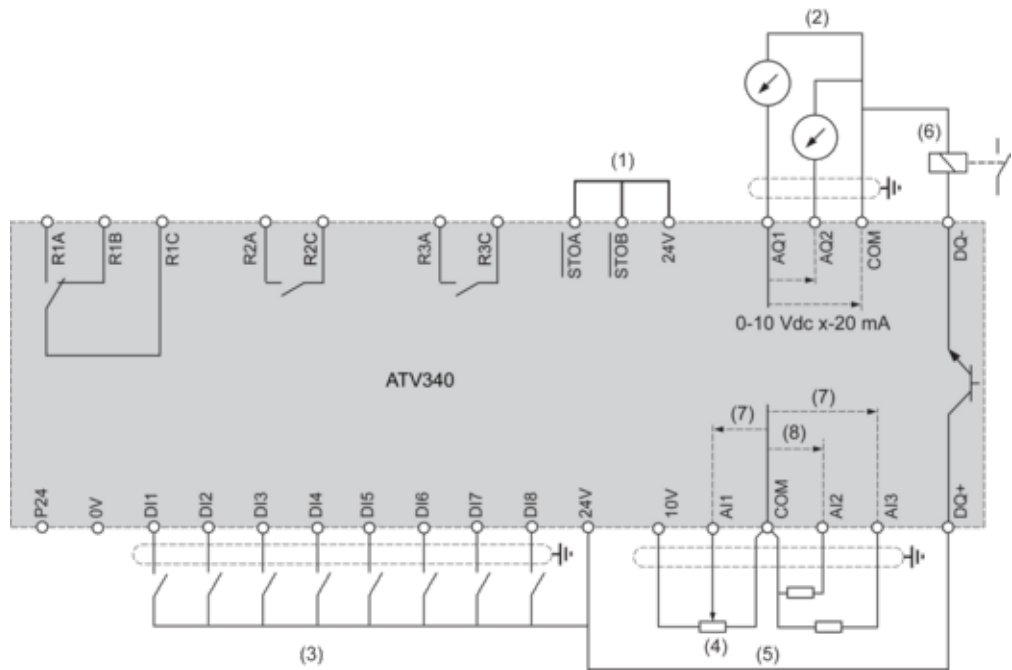 (2)
(6)
(1)
R1A R1B R1C R2A R2C R3A R3C STOA STOB 24V AQ1 AQ2 COM DQ-
0-10 Vdc x-20 mA
ATV340
(7)
(7)
(8)
P24 0V DI1 DI2 DI3 DI4 DI5 DI6 DI7 DI8 24V 10V AI1 COM AI2 AI3 DQ+
(3)
(4)
(5)